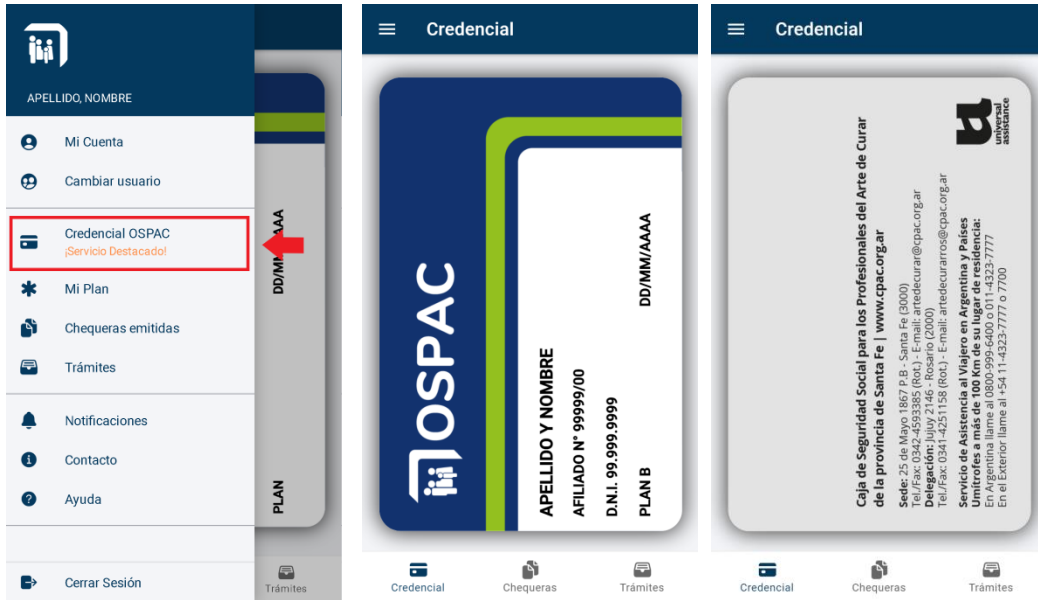 APELLIDO, NOMBRE
Mi Cuenta
Cambiar usuario
Credencial OSPAC
¡Servicio Destacado!
Mi Plan
Chequeras emitidas
Trámites
Notificaciones
Contacto
Ayuda
Cerrar Sesión
DD/MM/AAAA
PLAN
Trámites
Credencial
OSPAC
APELLIDO Y NOMBRE
AFILIADO N° 99999/00
D.N.I. 99.999.9999
PLAN B DD/MM/AAAA
Credencial Chequeras Trámites
Credencial
Caja de Seguridad Social para los Profesionales del Arte de Curar
de la provincia de Santa Fe | www.cpac.org.ar
Sede: 25 de Mayo 1867 P.B - Santa Fe (3000)
Tel./Fax: 0342-4593385 (Rot.) - E-mail: artedecurar@cpac.org.ar
Delegación: Jujuy 2146 - Rosario (2000)
Tel./Fax: 0341-4251158 (Rot.) - E-mail: artedecurarros@cpac.org.ar
Servicio de Asistencia al Viajero en Argentina y Países
Umítrofes a más de 100 Km de su lugar de residencia:
En Argentina llame al 0800-999-6400 o 011-4323-7777
En el Exterior llame al +54 11-4323-7777 o 7700
universal
assistance
Credencial Chequeras Trámites